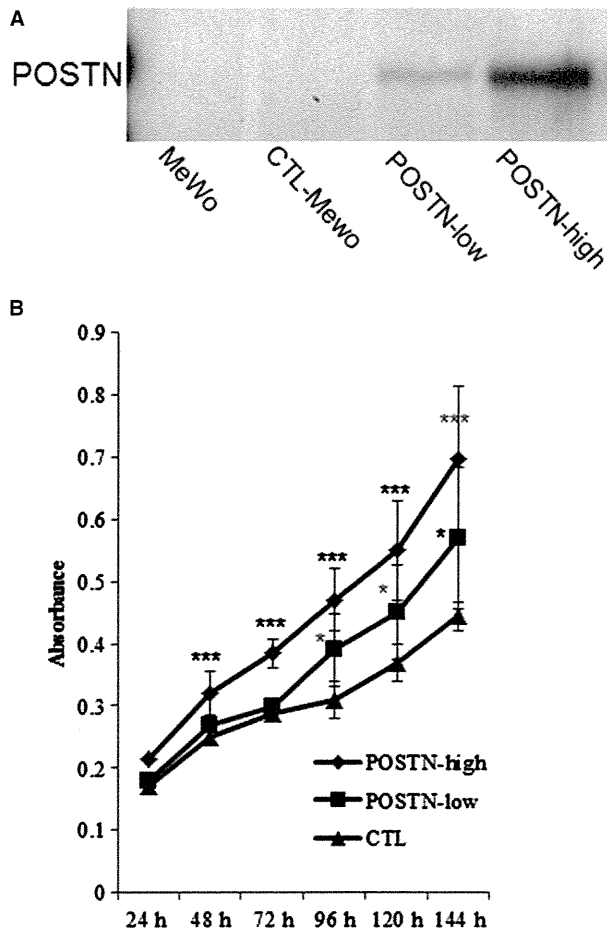 A
POSTN
MeWo
CTL-Mewo
POSTN-low
POSTN-high
B
0.9
0.8
0.7
0.6
0.5
0.4
0.3
0.2
0.1
0
Absorbance
***
***
***
***
***
*
*
*
POSTN-high
POSTN-low
CTL
24 h 48 h 72 h 96 h 120 h 144 h